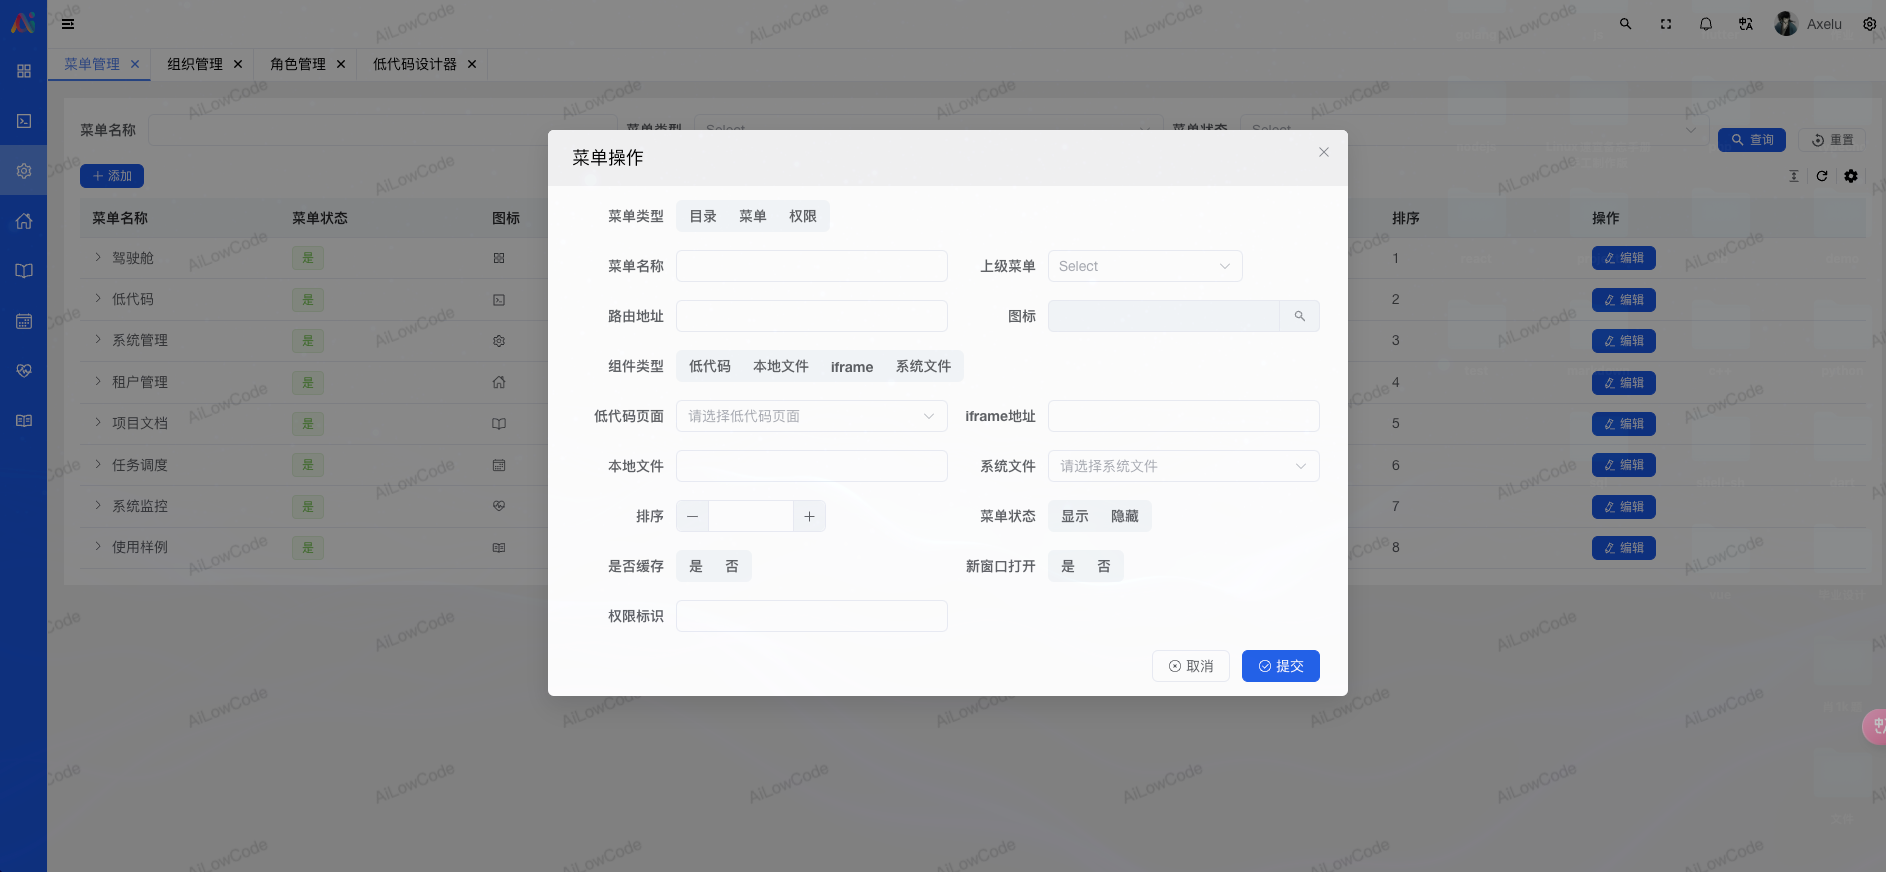 Axelu
菜单管理 组织管理 角色管理 低代码设计器
菜单名称 菜单类型 Select 菜单状态 Select 查询 重置
添加
菜单名称 菜单状态 图标 排序 操作
驾驶舱 是 1 编辑
低代码 是 2 编辑
系统管理 是 3 编辑
租户管理 是 4 编辑
项目文档 是 5 编辑
任务调度 是 6 编辑
系统监控 是 7 编辑
使用样例 是 8 编辑
菜单操作
菜单类型 目录 菜单 权限
菜单名称 上级菜单 Select
路由地址 图标
组件类型 低代码 本地文件 iframe 系统文件
低代码页面 请选择低代码页面 iframe地址
本地文件 系统文件 请选择系统文件
排序 菜单状态 显示 隐藏
是否缓存 是 否 新窗口打开 是 否
权限标识
取消 提交
AiLowCode